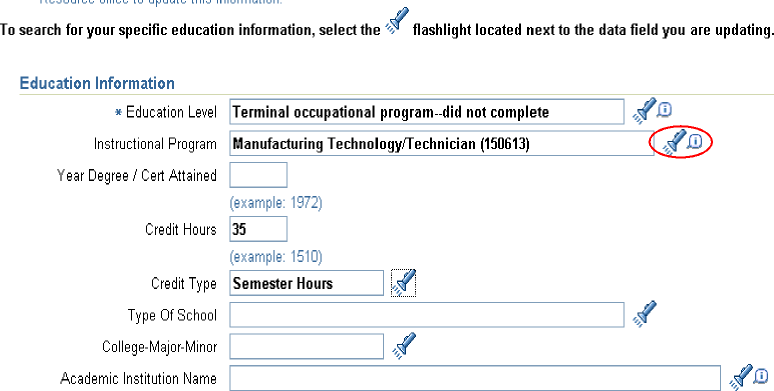 Resource office to update this information.
To search for your specific education information, select the flashlight located next to the data field you are updating.
Education Information
* Education Level Terminal occupational program--did not complete
Instructional Program Manufacturing Technology/Technician (150613)
Year Degree / Cert Attained
(example: 1972)
Credit Hours 35
(example: 1510)
Credit Type Semester Hours
Type Of School
College-Major-Minor
Academic Institution Name